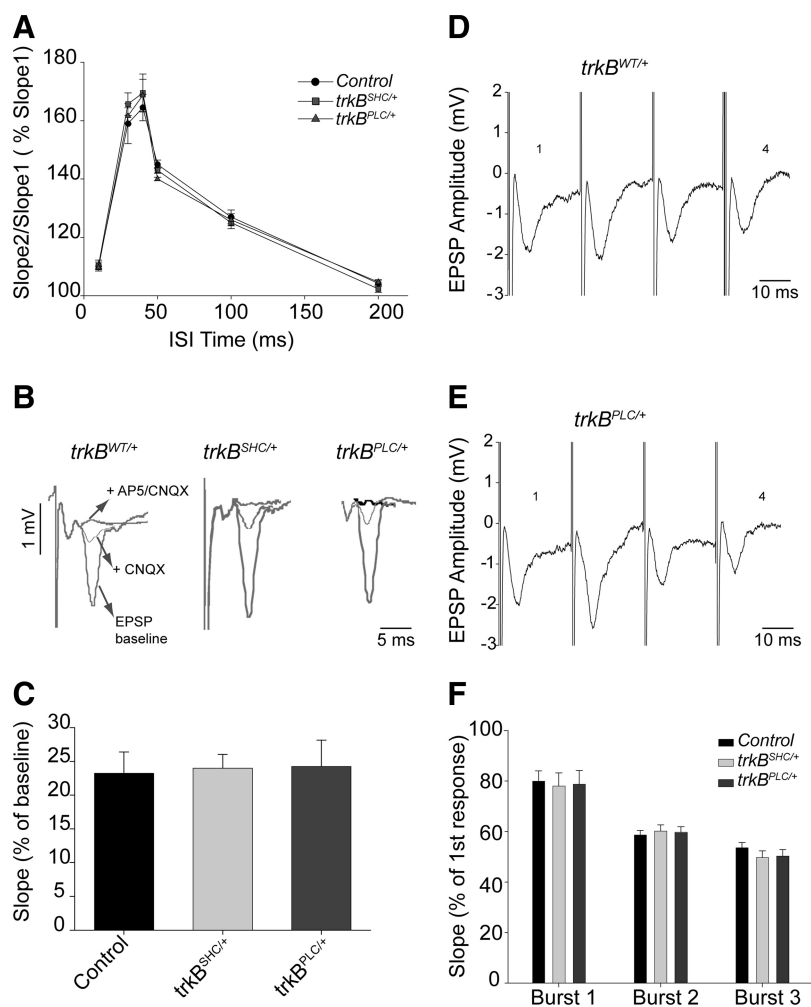 A
Slope2/Slope1 ( % Slope1)
180
160
140
120
100
0
50
100
150
200
ISI Time (ms)
Control
trkB^SHC/+
trkB^PLC/+
D
trkB^WT/+
EPSP Amplitude (mV)
2
1
0
-1
-2
-3
1
4
10 ms
B
trkB^WT/+
trkB^SHC/+
trkB^PLC/+
1 mV
+ AP5/CNQX
+ CNQX
EPSP
baseline
5 ms
E
trkB^PLC/+
EPSP Amplitude (mV)
2
1
0
-1
-2
-3
1
4
10 ms
C
Slope (% of baseline)
30
25
20
15
10
5
0
Control
trkB^SHC/+
trkB^PLC/+
F
Slope (% of 1st response)
100
80
60
40
20
0
Control
trkB^SHC/+
trkB^PLC/+
Burst 1
Burst 2
Burst 3